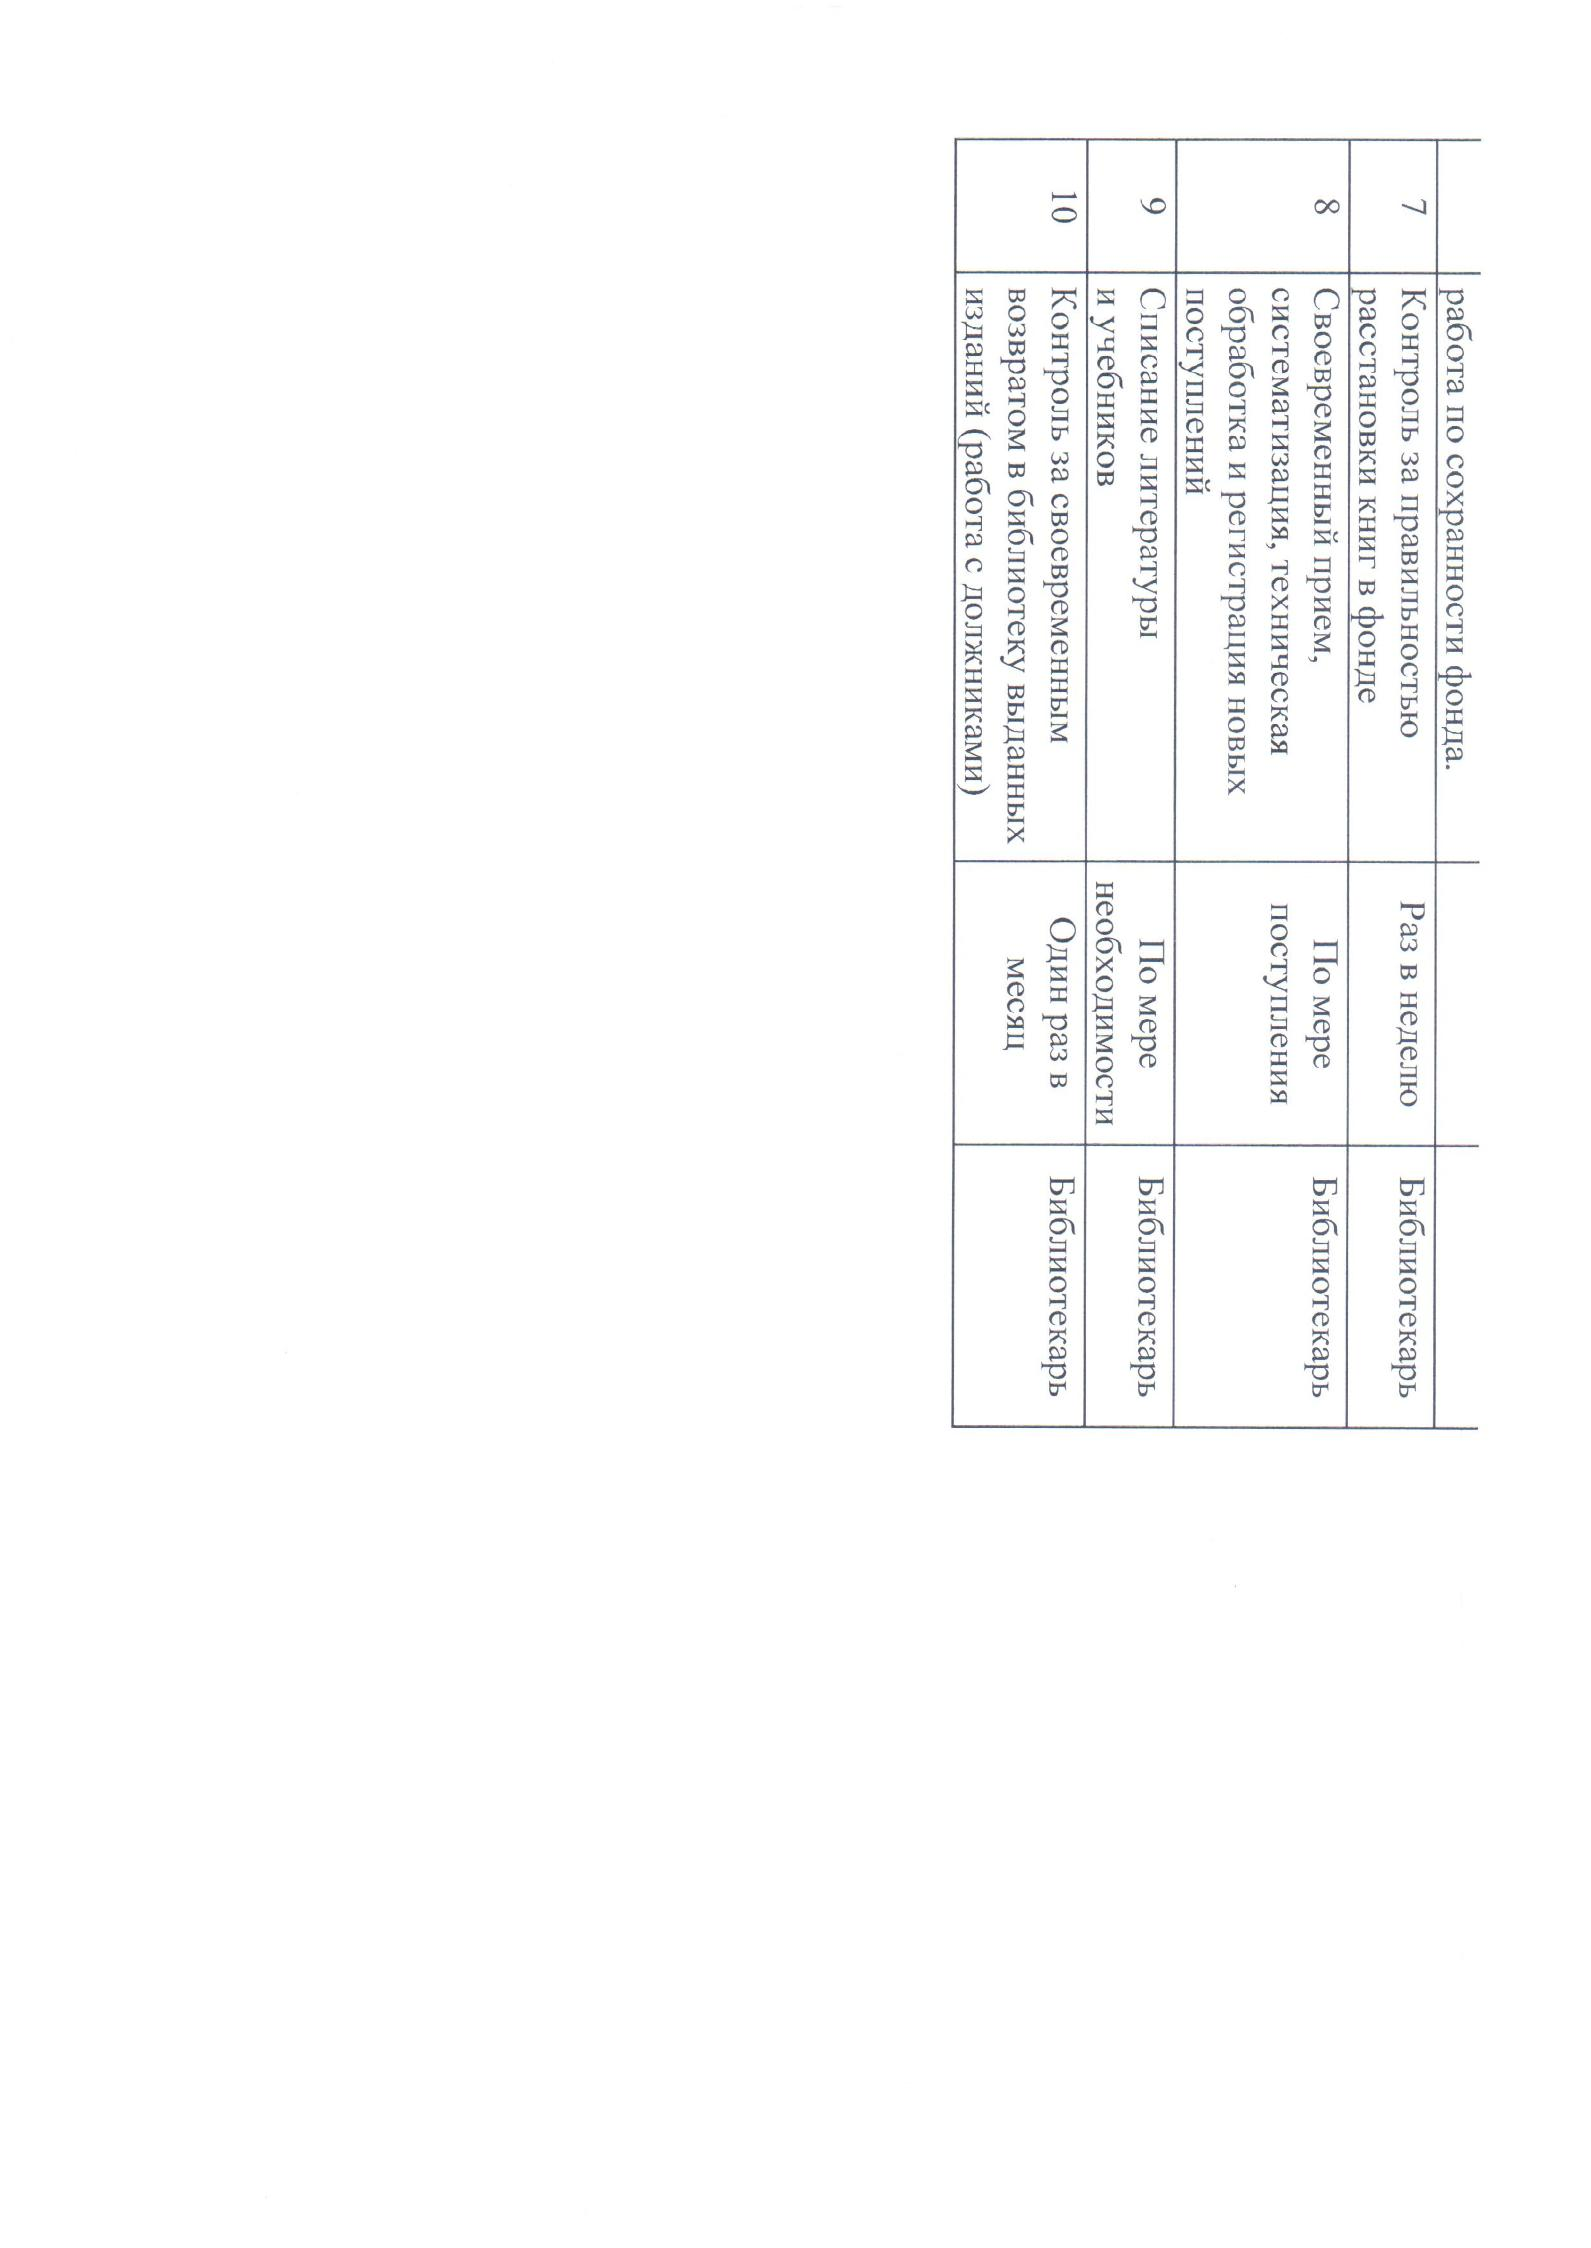 работа по сохранности фонда.
7
Контроль за правильностью
расстановки книг в фонде
Раз в неделю
Библиотекарь
8
Своевременный прием,
систематизация, техническая
обработка и регистрация новых
поступлений
По мере
поступления
Библиотекарь
9
Списание литературы
и учебников
По мере
необходимости
Библиотекарь
10
Контроль за своевременным
возвратом в библиотеку выданных
изданий (работа с должниками)
Один раз в
месяц
Библиотекарь